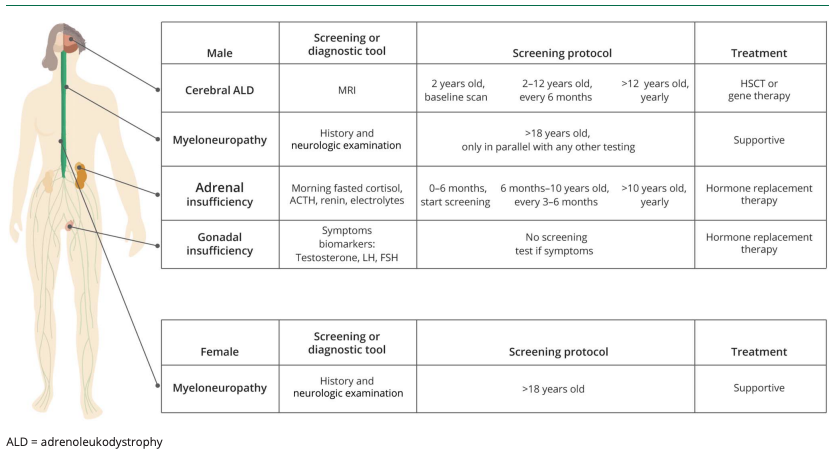 Male
Screening or
diagnostic tool
Screening protocol
Treatment
Cerebral ALD
MRI
2 years old,
baseline scan
2–12 years old,
every 6 months
>12 years old,
yearly
HSCT or
gene therapy
Myeloneuropathy
History and
neurologic examination
>18 years old,
only in parallel with any other testing
Supportive
Adrenal
insufficiency
Morning fasted cortisol,
ACTH, renin, electrolytes
0–6 months,
start screening
6 months–10 years old,
every 3–6 months
>10 years old,
yearly
Hormone replacement
therapy
Gonadal
insufficiency
Symptoms
biomarkers:
Testosterone, LH, FSH
No screening
test if symptoms
Hormone replacement
therapy
Female
Screening or
diagnostic tool
Screening protocol
Treatment
Myeloneuropathy
History and
neurologic examination
>18 years old
Supportive
ALD = adrenoleukodystrophy